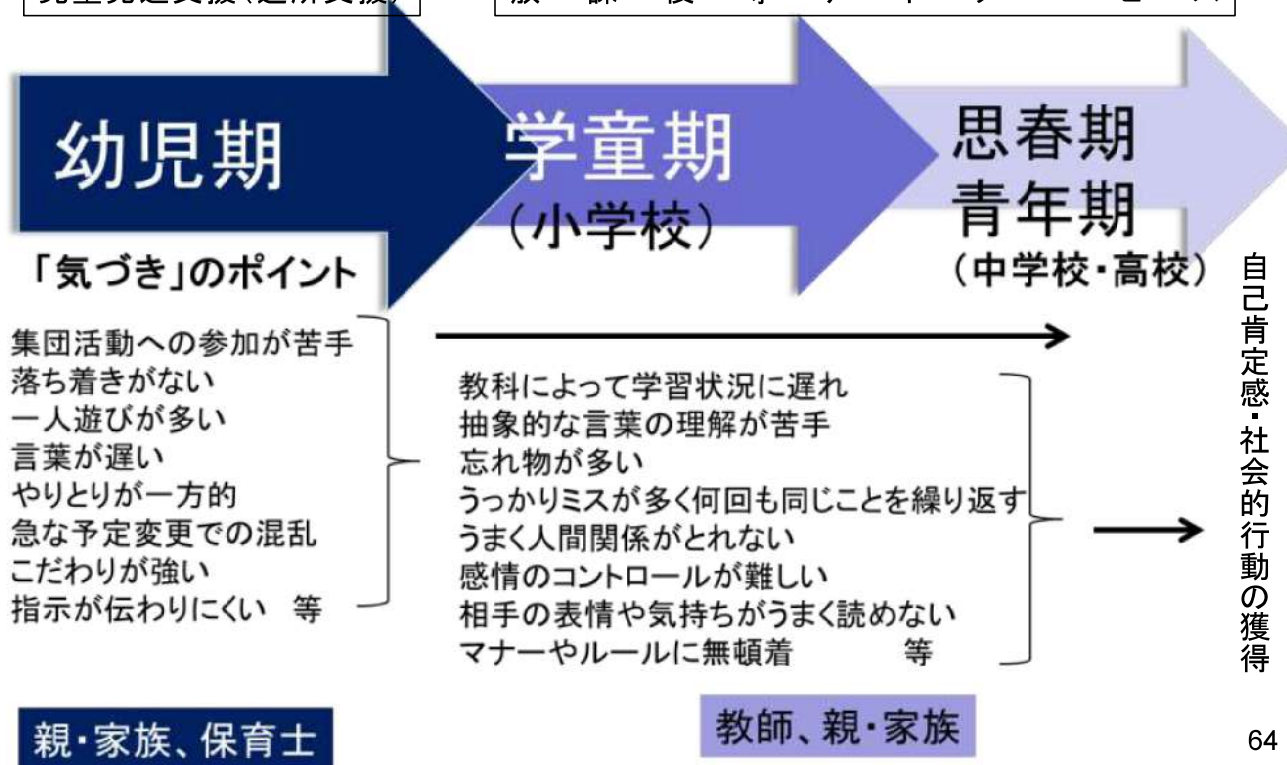 幼児期
学童期
（小学校）
思春期
青年期
（中学校・高校）
「気づき」のポイント
集団活動への参加が苦手
落ち着きがない
一人遊びが多い
言葉が遅い
やりとりが一方的
急な予定変更での混乱
こだわりが強い
指示が伝わりにくい　等
教科によって学習状況に遅れ
抽象的な言葉の理解が苦手
忘れ物が多い
うっかりミスが多く何回も同じことを繰り返す
うまく人間関係がとれない
感情のコントロールが難しい
相手の表情や気持ちがうまく読めない
マナーやルールに無頓着　　　等
自己肯定感・社会的行動の獲得
親・家族、保育士
教師、親・家族
64